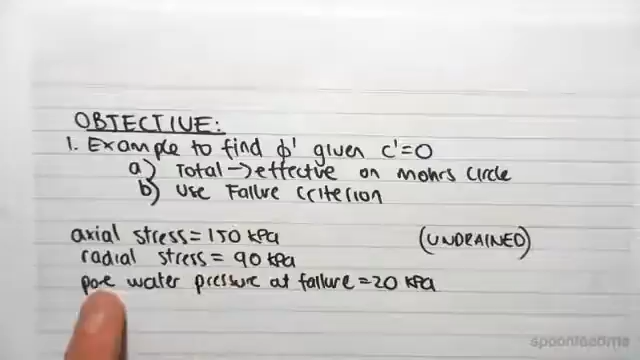 OBJECTIVE:
1. Example to find φ' given c'=0
a) Total→effective on mohrs circle
b) Use Failure Criterion
axial stress = 150 kPa (UNDRAINED)
radial stress = 90 kPa
pore water pressure at failure = 20 kPa